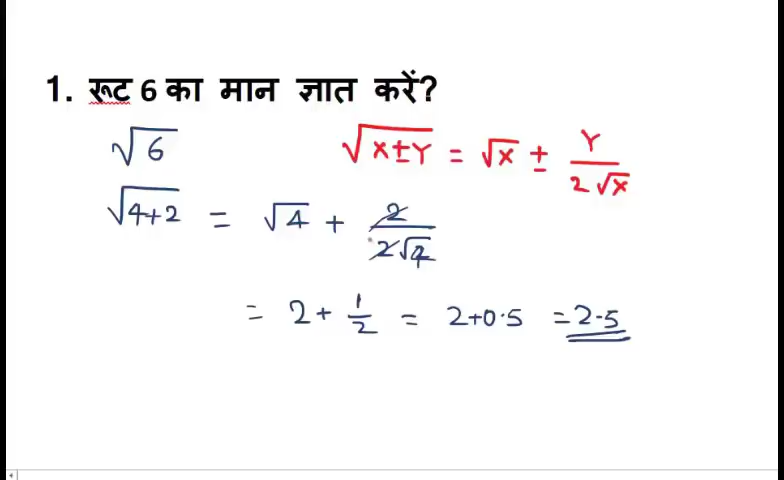 1. रूट 6 का मान ज्ञात करें?
√6 √(X±Y) = √X ± Y/(2√X)
√(4+2) = √4 + 2/(2√4)
= 2 + 1/2 = 2+0.5 = 2.5